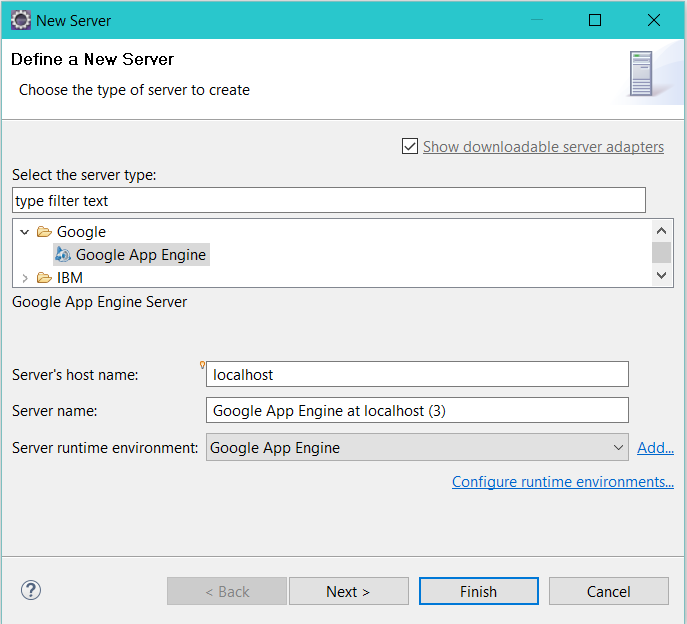 New Server
Define a New Server
Choose the type of server to create
Show downloadable server adapters
Select the server type:
type filter text
Google
Google App Engine
IBM
Google App Engine Server
Server's host name: localhost
Server name: Google App Engine at localhost (3)
Server runtime environment: Google App Engine Add...
Configure runtime environments...
? < Back Next > Finish Cancel